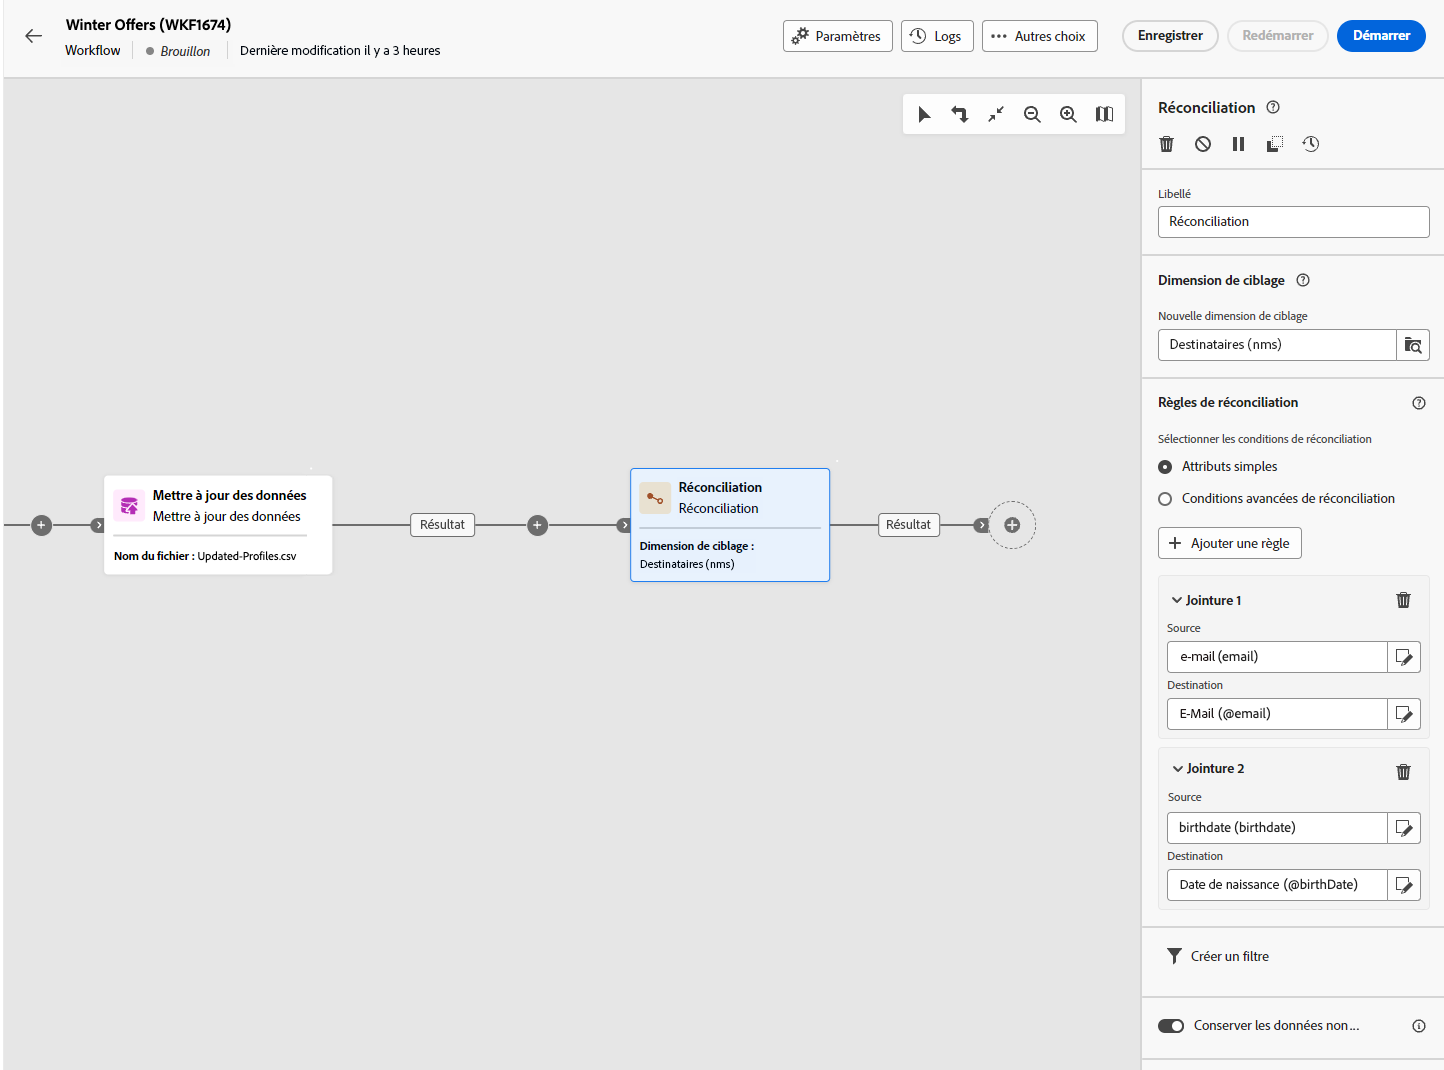 Winter Offers (WKF1674)
Workflow
Brouillon
Dernière modification il y a 3 heures
Paramètres
Logs
Autres choix
Enregistrer
Redémarrer
Démarrer
Mettre à jour des données
Mettre à jour des données
Nom du fichier : Updated-Profiles.csv
Résultat
Réconciliation
Réconciliation
Dimension de ciblage :
Destinataires (nms)
Résultat
Réconciliation
Libellé
Réconciliation
Dimension de ciblage
Nouvelle dimension de ciblage
Destinataires (nms)
Règles de réconciliation
Sélectionner les conditions de réconciliation
Attributs simples
Conditions avancées de réconciliation
Ajouter une règle
Jointure 1
Source
e-mail (email)
Destination
E-Mail (@email)
Jointure 2
Source
birthdate (birthdate)
Destination
Date de naissance (@birthDate)
Créer un filtre
Conserver les données non...